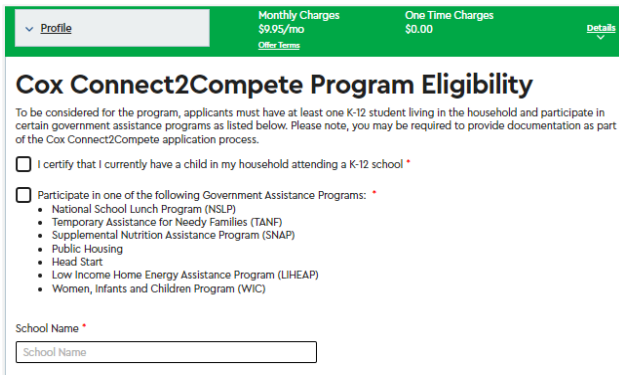 Profile
Monthly Charges
$9.95/mo
Offer Terms
One Time Charges
$0.00
Details
Cox Connect2Compete Program Eligibility
To be considered for the program, applicants must have at least one K-12 student living in the household and participate in
certain government assistance programs as listed below. Please note, you may be required to provide documentation as part
of the Cox Connect2Compete application process.
I certify that I currently have a child in my household attending a K-12 school *
Participate in one of the following Government Assistance Programs: *
• National School Lunch Program (NSLP)
• Temporary Assistance for Needy Families (TANF)
• Supplemental Nutrition Assistance Program (SNAP)
• Public Housing
• Head Start
• Low Income Home Energy Assistance Program (LIHEAP)
• Women, Infants and Children Program (WIC)
School Name *
School Name